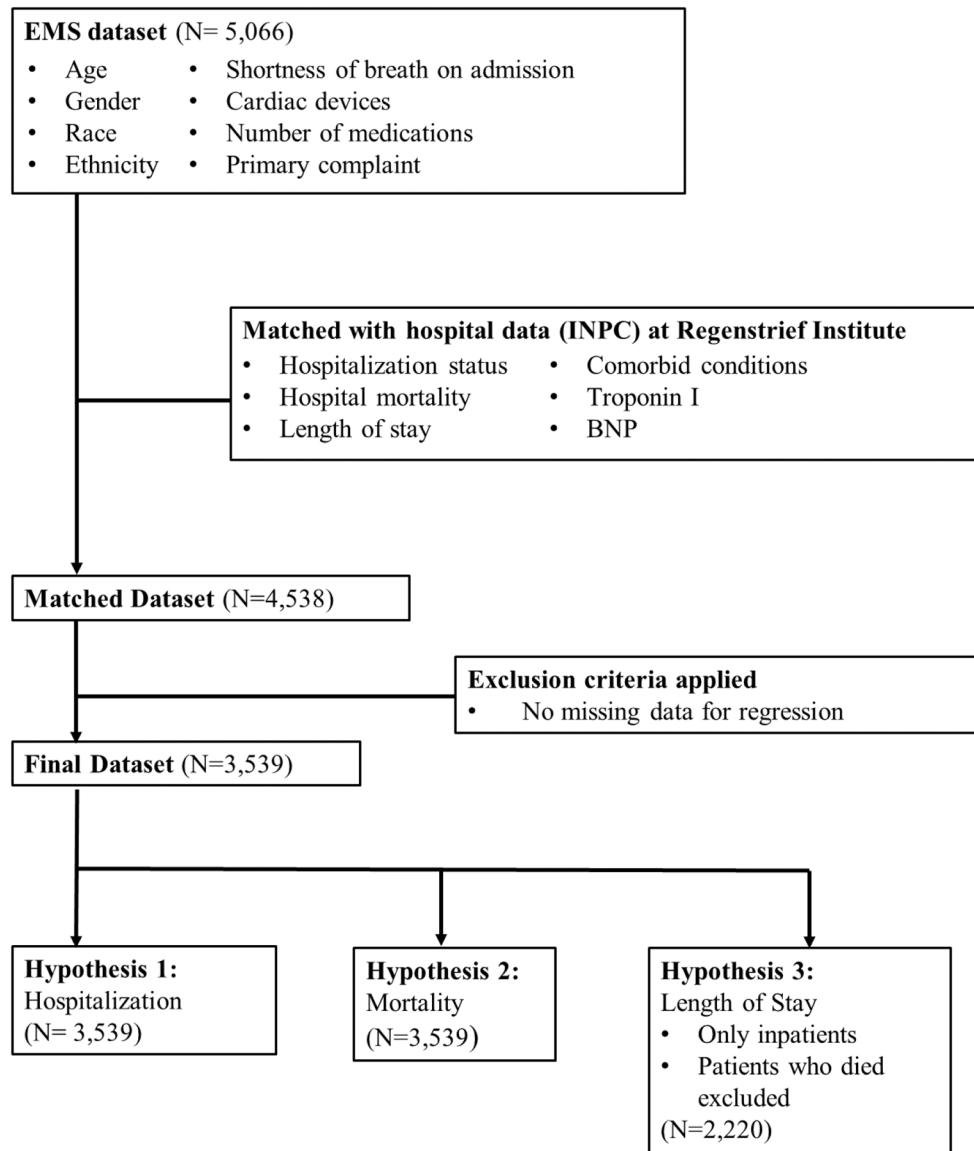 EMS dataset (N= 5,066)
• Age • Shortness of breath on admission
• Gender • Cardiac devices
• Race • Number of medications
• Ethnicity • Primary complaint
Matched with hospital data (INPC) at Regenstrief Institute
• Hospitalization status • Comorbid conditions
• Hospital mortality • Troponin I
• Length of stay • BNP
Matched Dataset (N=4,538)
Exclusion criteria applied
• No missing data for regression
Final Dataset (N=3,539)
Hypothesis 1:
Hospitalization
(N= 3,539)
Hypothesis 2:
Mortality
(N=3,539)
Hypothesis 3:
Length of Stay
• Only inpatients
• Patients who died
excluded
(N=2,220)